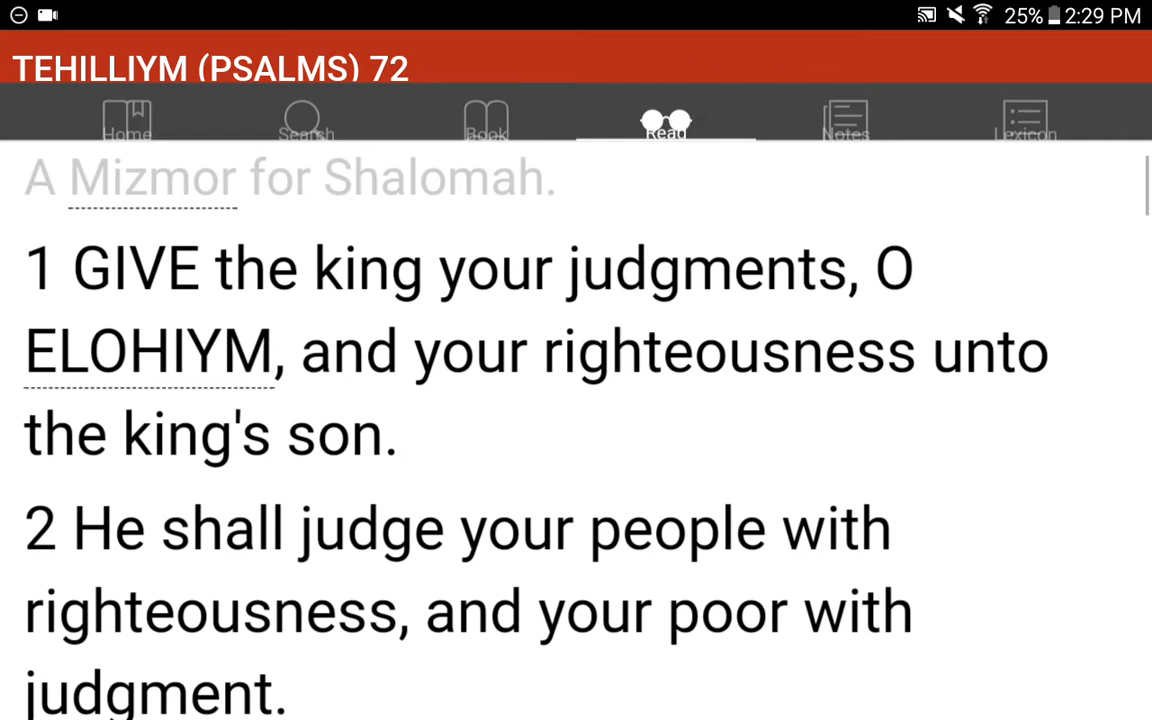 25% 2:29 PM
TEHILLIYM (PSALMS) 72
Home Search Book Read Notes Lexicon
A Mizmor for Shalomah.
1 GIVE the king your judgments, O
ELOHIYM, and your righteousness unto
the king's son.
2 He shall judge your people with
righteousness, and your poor with
judgment.